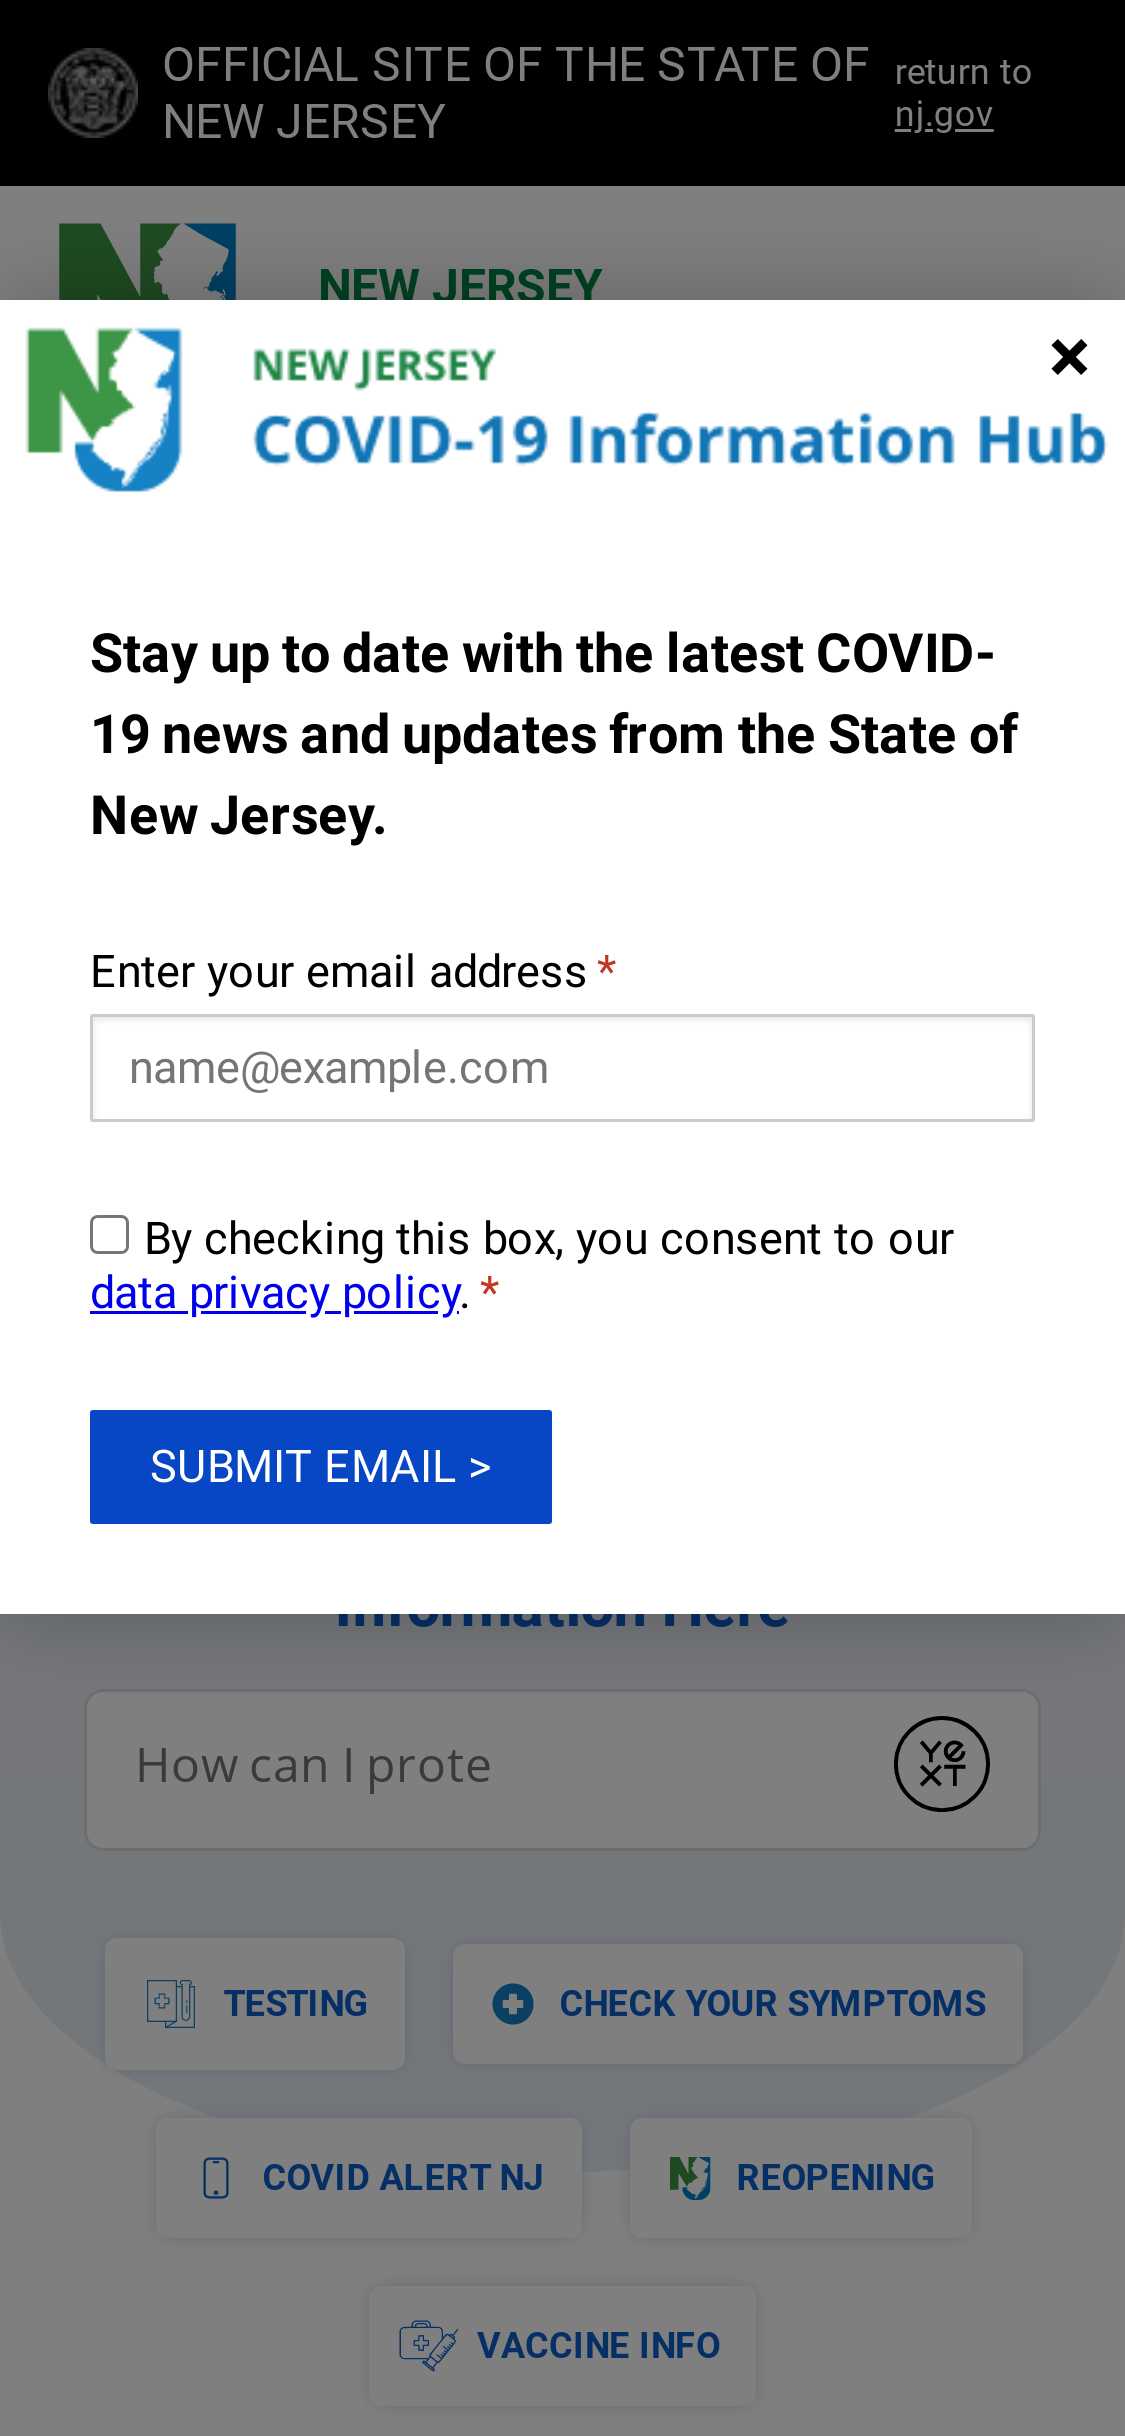 OFFICIAL SITE OF THE STATE OF
NEW JERSEY
return to
nj.gov
NEW JERSEY
NEW JERSEY
COVID-19 Information Hub
Stay up to date with the latest COVID-
19 news and updates from the State of
New Jersey.
Enter your email address *
name@example.com
By checking this box, you consent to our
data privacy policy. *
SUBMIT EMAIL >
Information Here
How can I prote
YEXT
TESTING
CHECK YOUR SYMPTOMS
COVID ALERT NJ
REOPENING
VACCINE INFO